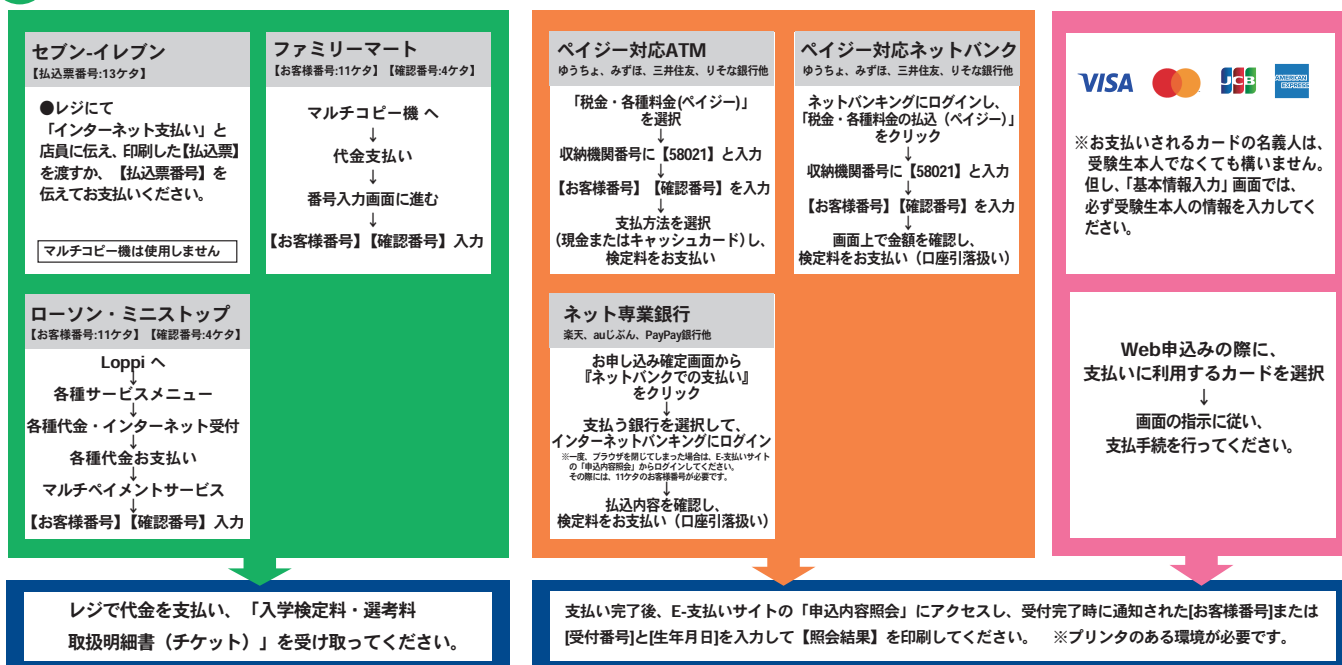 セブン-イレブン
【払込票番号:13ケタ】
●レジにて
「インターネット支払い」と
店員に伝え、印刷した【払込票】
を渡すか、【払込票番号】を
伝えてお支払いください。
マルチコピー機は使用しません
ファミリーマート
【お客様番号:11ケタ】【確認番号:4ケタ】
マルチコピー機 へ
↓
代金支払い
↓
番号入力画面に進む
↓
【お客様番号】【確認番号】入力
ローソン・ミニストップ
【お客様番号:11ケタ】【確認番号:4ケタ】
Loppi へ
↓
各種サービスメニュー
↓
各種代金・インターネット受付
↓
各種代金お支払い
↓
マルチペイメントサービス
↓
【お客様番号】【確認番号】入力
ペイジー対応ATM
ゆうちょ、みずほ、三井住友、りそな銀行他
「税金・各種料金(ペイジー)」
を選択
↓
収納機関番号に【58021】と入力
↓
【お客様番号】【確認番号】を入力
↓
支払方法を選択
(現金またはキャッシュカード)し、
検定料をお支払い
ペイジー対応ネットバンク
ゆうちょ、みずほ、三井住友、りそな銀行他
ネットバンキングにログインし、
「税金・各種料金の払込（ペイジー）」
をクリック
↓
収納機関番号に【58021】と入力
↓
【お客様番号】【確認番号】を入力
↓
画面上で金額を確認し、
検定料をお支払い（口座引落扱い）
ネット専業銀行
楽天、auじぶん、PayPay銀行他
お申し込み確定画面から
『ネットバンクでの支払い』
をクリック
↓
支払う銀行を選択して、
インターネットバンキングにログイン
※一度、ブラウザを閉じてしまった場合は、E-支払いサイト
の「申込内容照会」からログインしてください。
その際には、11ケタのお客様番号が必要です。
↓
払込内容を確認し、
検定料をお支払い（口座引落扱い）
VISA JCB AMERICAN EXPRESS
※お支払いされるカードの名義人は、
受験生本人でなくても構いません。
但し、「基本情報入力」画面では、
必ず受験生本人の情報を入力してく
ださい。
Web申込みの際に、
支払いに利用するカードを選択
↓
画面の指示に従い、
支払手続を行ってください。
レジで代金を支払い、「入学検定料・選考料
取扱明細書（チケット）」を受け取ってください。
支払い完了後、E-支払いサイトの「申込内容照会」にアクセスし、受付完了時に通知された[お客様番号]または
[受付番号]と[生年月日]を入力して【照会結果】を印刷してください。 ※プリンタのある環境が必要です。